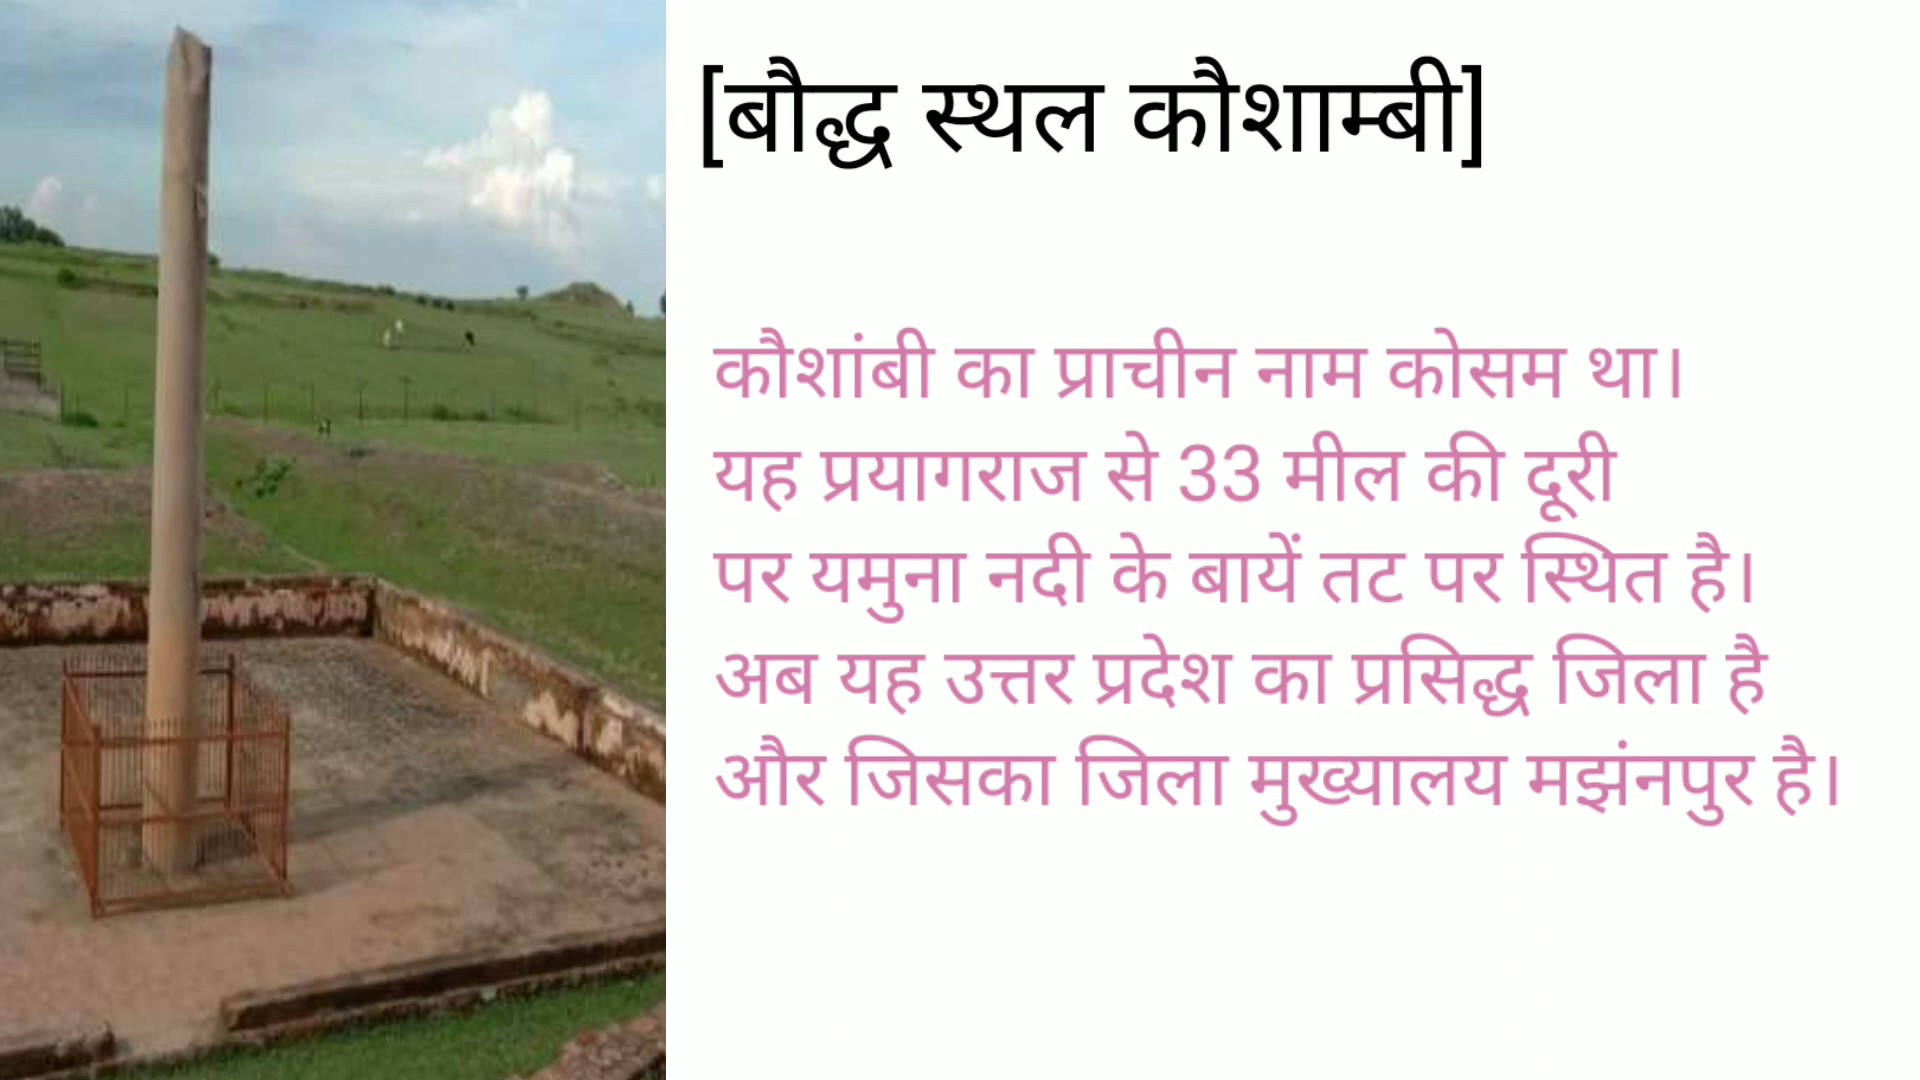 [बौद्ध स्थल कौशाम्बी]
कौशांबी का प्राचीन नाम कोसम था।
यह प्रयागराज से 33 मील की दूरी
पर यमुना नदी के बायें तट पर स्थित है।
अब यह उत्तर प्रदेश का प्रसिद्ध जिला है
और जिसका जिला मुख्यालय मझंनपुर है।